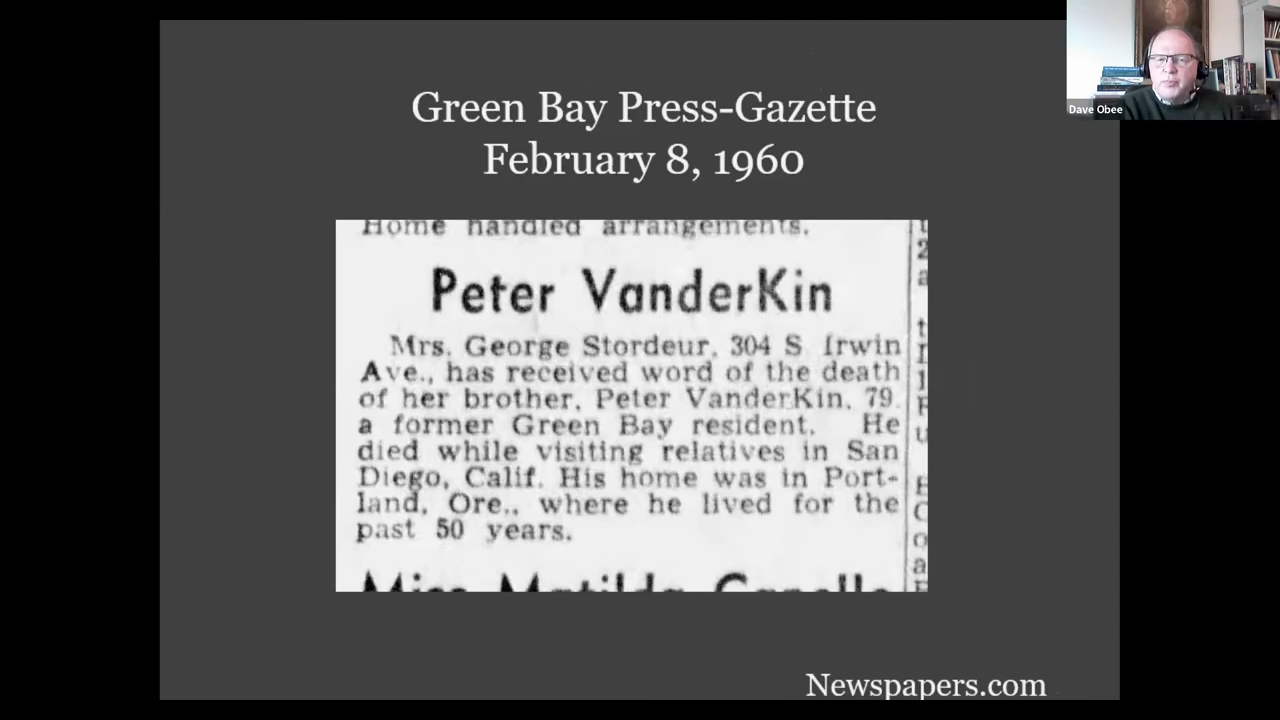 Green Bay Press-Gazette
February 8, 1960
Dave Obee
Home handled arrangements.
Peter VanderKin
Mrs. George Stordeur, 304 S. Irwin
Ave., has received word of the death
of her brother, Peter VanderKin, 79,
a former Green Bay resident. He
died while visiting relatives in San
Diego, Calif. His home was in Port-
land, Ore., where he lived for the
past 50 years.
Miss Matilda
Newspapers.com